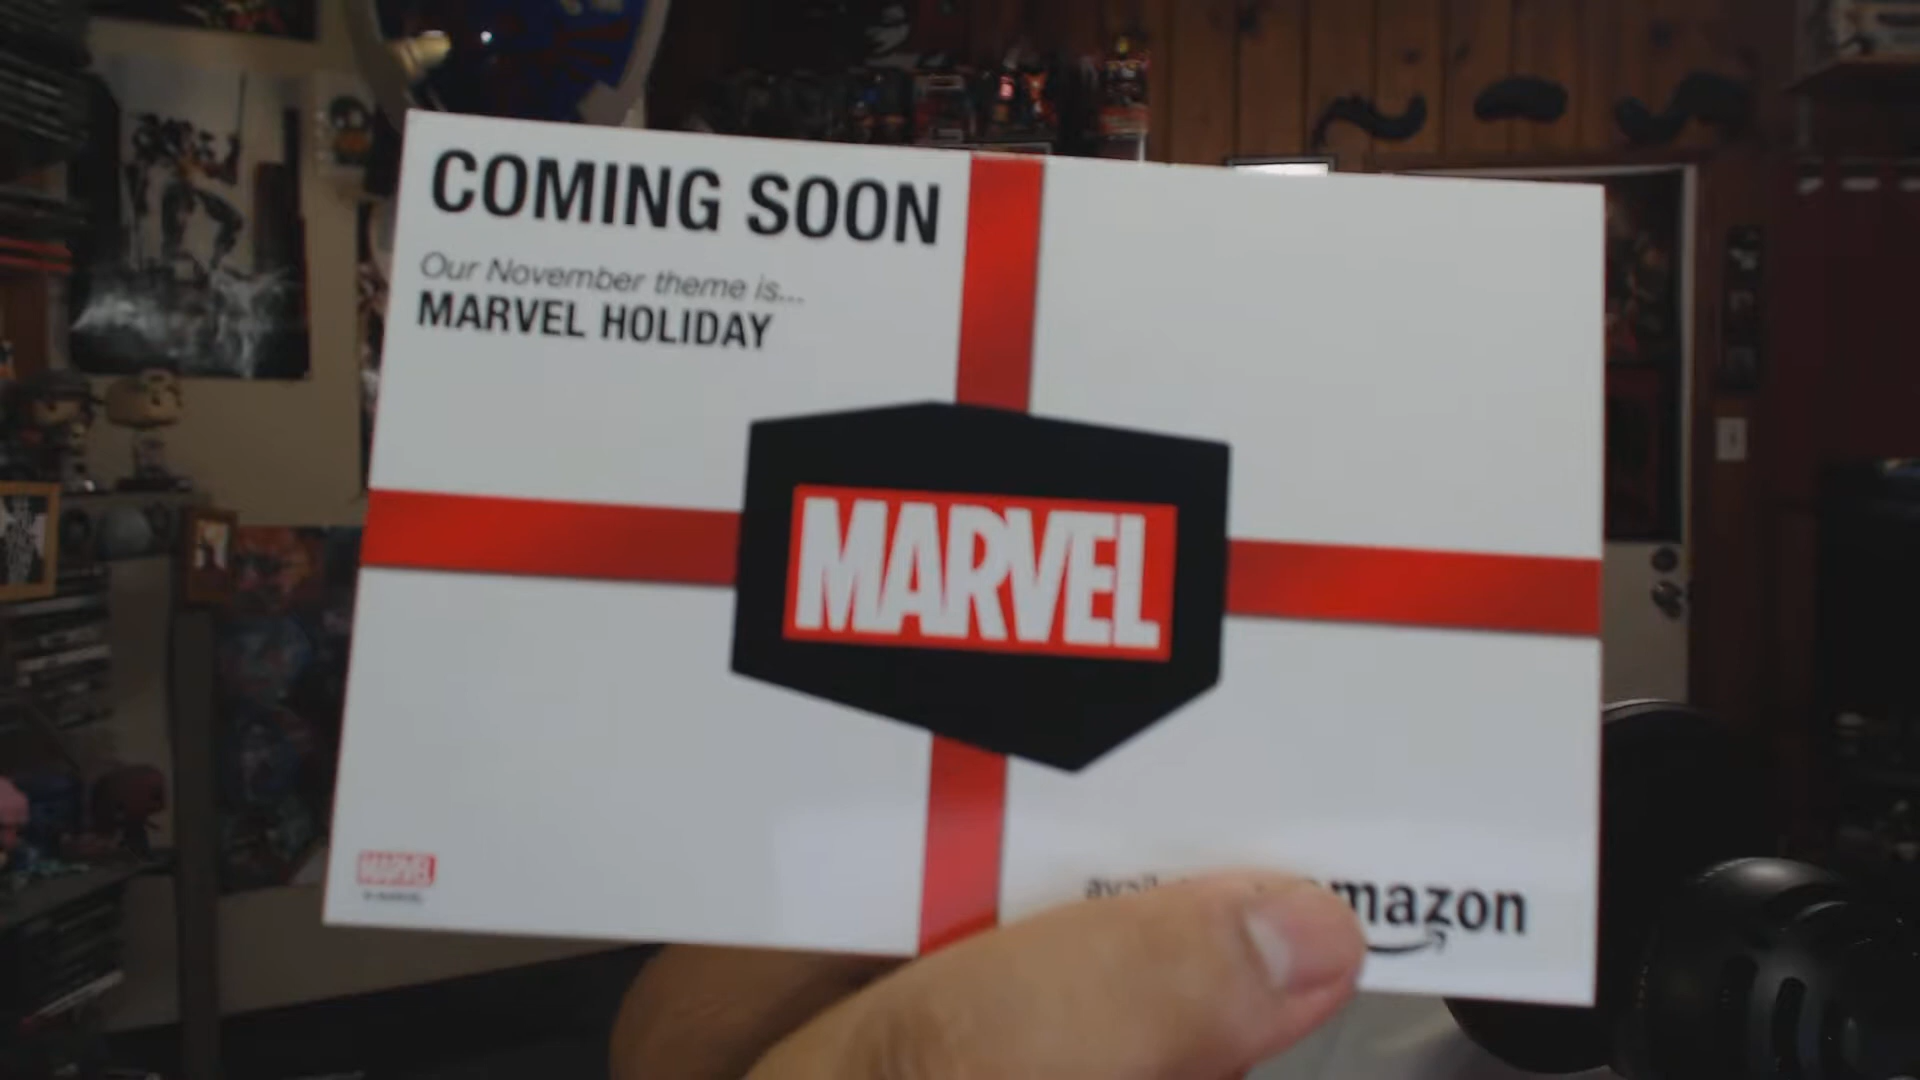 COMING SOON
Our November theme is...
MARVEL HOLIDAY
MARVEL
MARVEL
amazon